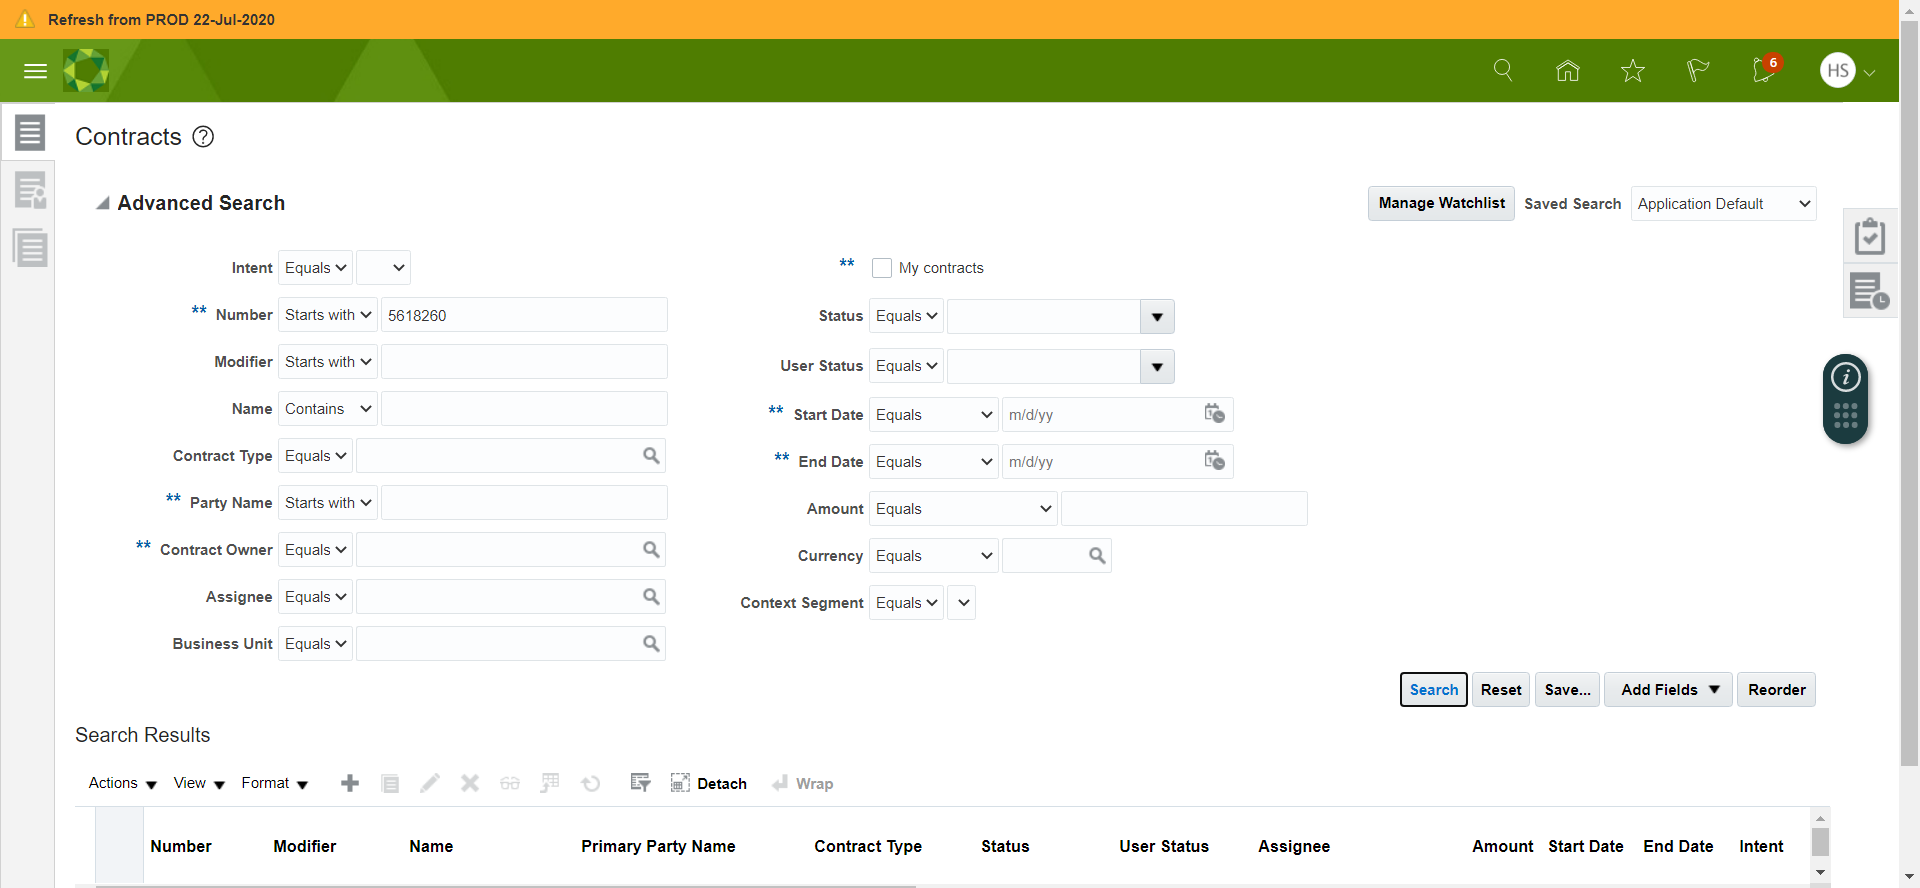 Refresh from PROD 22-Jul-2020
6
HS
Contracts ?
Advanced Search
Manage Watchlist Saved Search Application Default
Intent Equals
** My contracts
** Number Starts with 5618260
Status Equals
Modifier Starts with
User Status Equals
Name Contains
** Start Date Equals m/d/yy
Contract Type Equals
** End Date Equals m/d/yy
** Party Name Starts with
Amount Equals
** Contract Owner Equals
Currency Equals
Assignee Equals
Context Segment Equals
Business Unit Equals
Search Reset Save... Add Fields Reorder
Search Results
Actions View Format Detach Wrap
Number Modifier Name Primary Party Name Contract Type Status User Status Assignee Amount Start Date End Date Intent